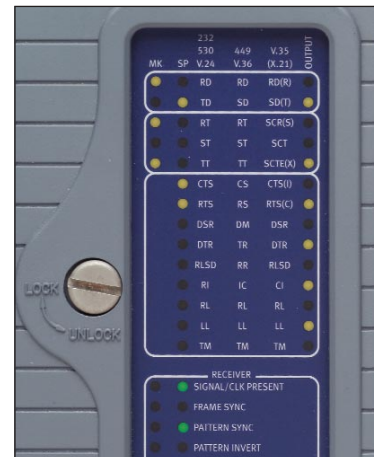 232
530 449 V.35
MK SP V.24 V.36 (X.21) OUTPUT
RD RD RD(R)
TD SD SD(T)
RT RT SCR(S)
ST ST SCT
TT TT SCTE(X)
CTS CS CTS(I)
RTS RS RTS(C)
DSR DM DSR
DTR TR DTR
RLSD RR RLSD
RI IC CI
RL RL RL
LL LL LL
TM TM TM
LOCK
UNLOCK
RECEIVER
SIGNAL/CLK PRESENT
FRAME SYNC
PATTERN SYNC
PATTERN INVERT